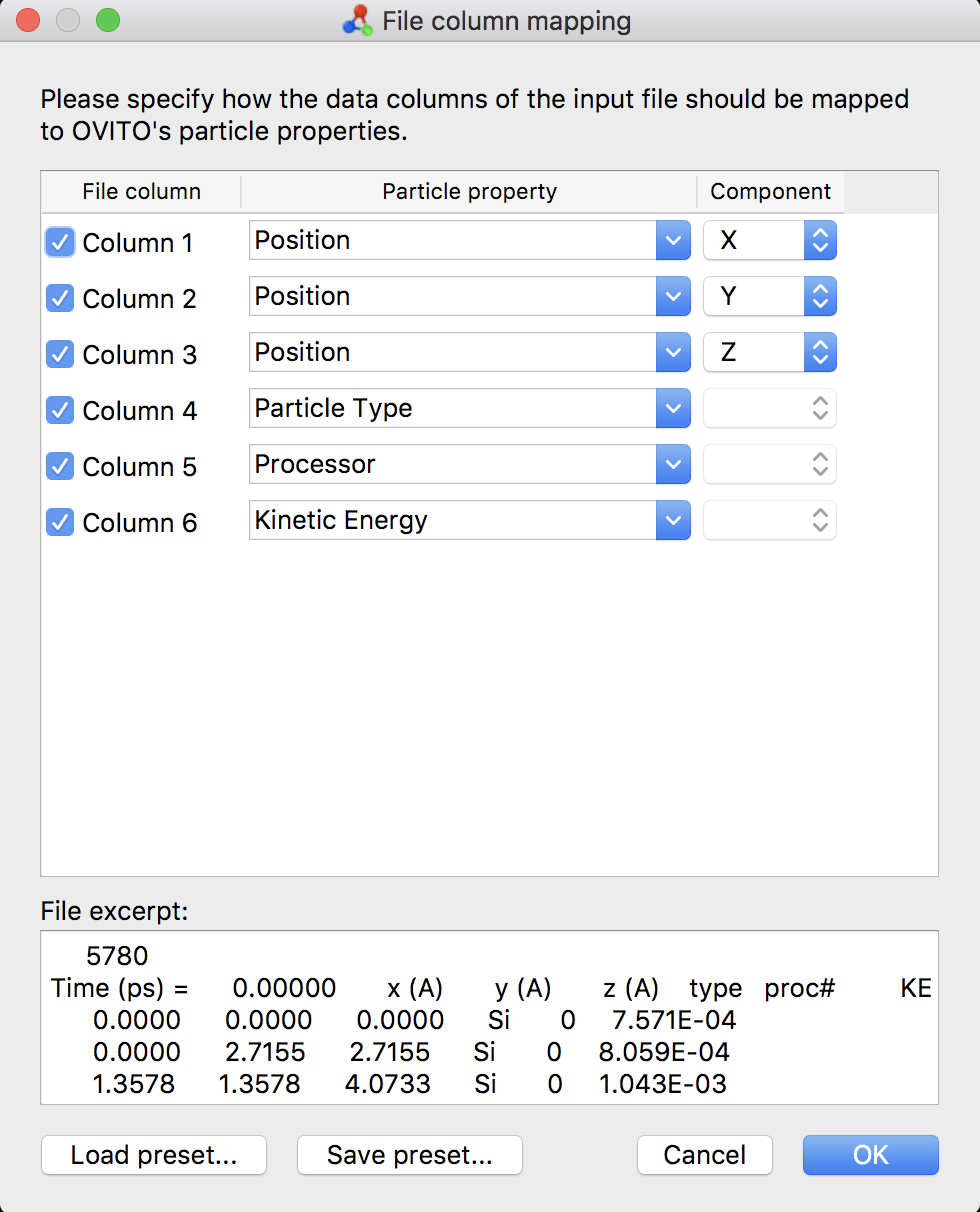 File column mapping
Please specify how the data columns of the input file should be mapped
to OVITO's particle properties.
File column Particle property Component
Column 1 Position X
Column 2 Position Y
Column 3 Position Z
Column 4 Particle Type
Column 5 Processor
Column 6 Kinetic Energy
File excerpt:
5780
Time (ps) = 0.00000 x (A) y (A) z (A) type proc# KE
0.0000 0.0000 0.0000 Si 0 7.571E-04
0.0000 2.7155 2.7155 Si 0 8.059E-04
1.3578 1.3578 4.0733 Si 0 1.043E-03
Load preset... Save preset... Cancel OK